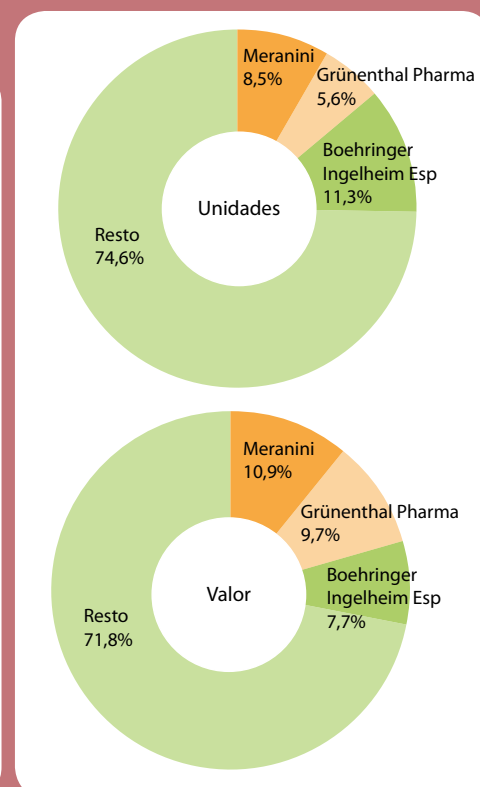 Meranini
8,5%
Grünenthal Pharma
5,6%
Boehringer
Ingelheim Esp
11,3%
Unidades
Resto
74,6%
Meranini
10,9%
Grünenthal Pharma
9,7%
Boehringer
Ingelheim Esp
7,7%
Valor
Resto
71,8%